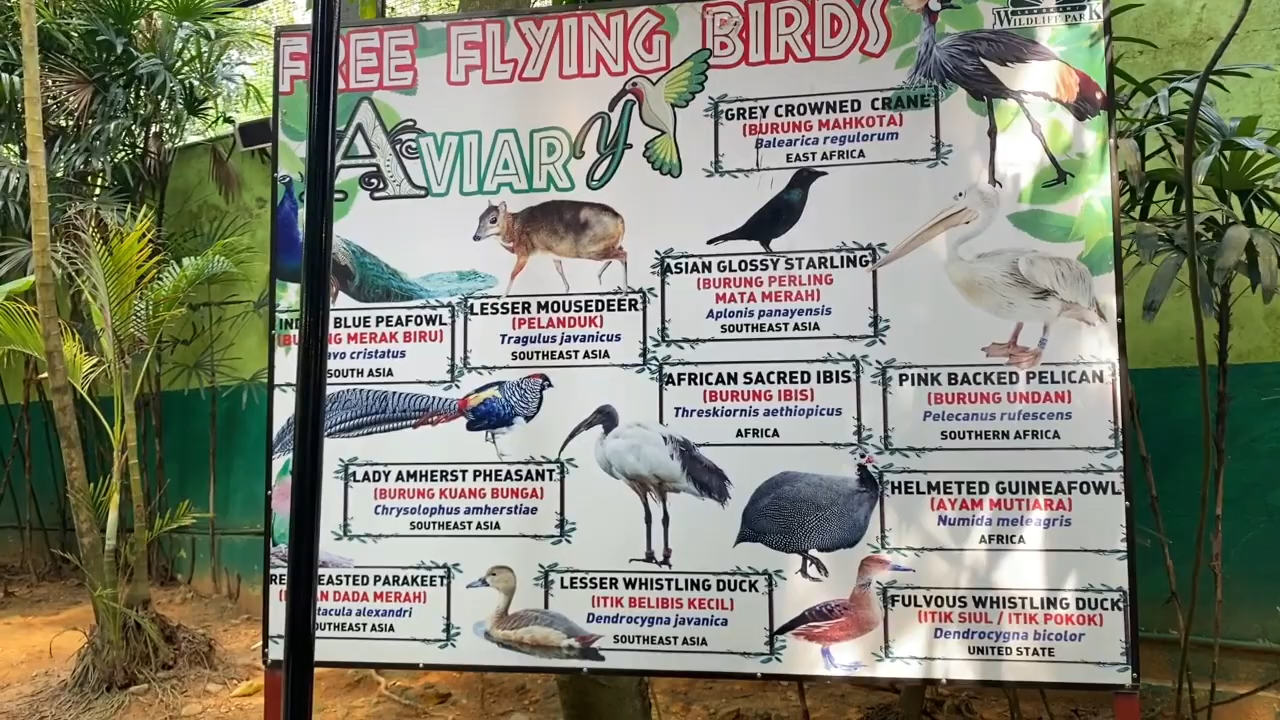 FREE FLYING BIRDS
AVIARY
WILDLIFE PARK
GREY CROWNED CRANE
(BURUNG MAHKOTA)
Balearica regulorum
EAST AFRICA
BLUE PEAFOWL
MERAK BIRU)
cristatus
SOUTH ASIA
LESSER MOUSEDEER
(PELANDUK)
Tragulus javanicus
SOUTHEAST ASIA
ASIAN GLOSSY STARLING
(BURUNG PERLING
MATA MERAH)
Aplonis panayensis
SOUTHEAST ASIA
AFRICAN SACRED IBIS
(BURUNG IBIS)
Threskiornis aethiopicus
AFRICA
PINK BACKED PELICAN
(BURUNG UNDAN)
Pelecanus rufescens
SOUTHERN AFRICA
LADY AMHERST PHEASANT
(BURUNG KUANG BUNGA)
Chrysolophus amherstiae
SOUTHEAST ASIA
HELMETED GUINEAFOWL
(AYAM MUTIARA)
Numida meleagris
AFRICA
PARAKEET
DADA MERAH)
alexandri
ASIA
LESSER WHISTLING DUCK
(ITIK BELIBIS KECIL)
Dendrocygna javanica
SOUTHEAST ASIA
FULVOUS WHISTLING DUCK
(ITIK SIUL / ITIK POKOK)
Dendrocygna bicolor
UNITED STATE